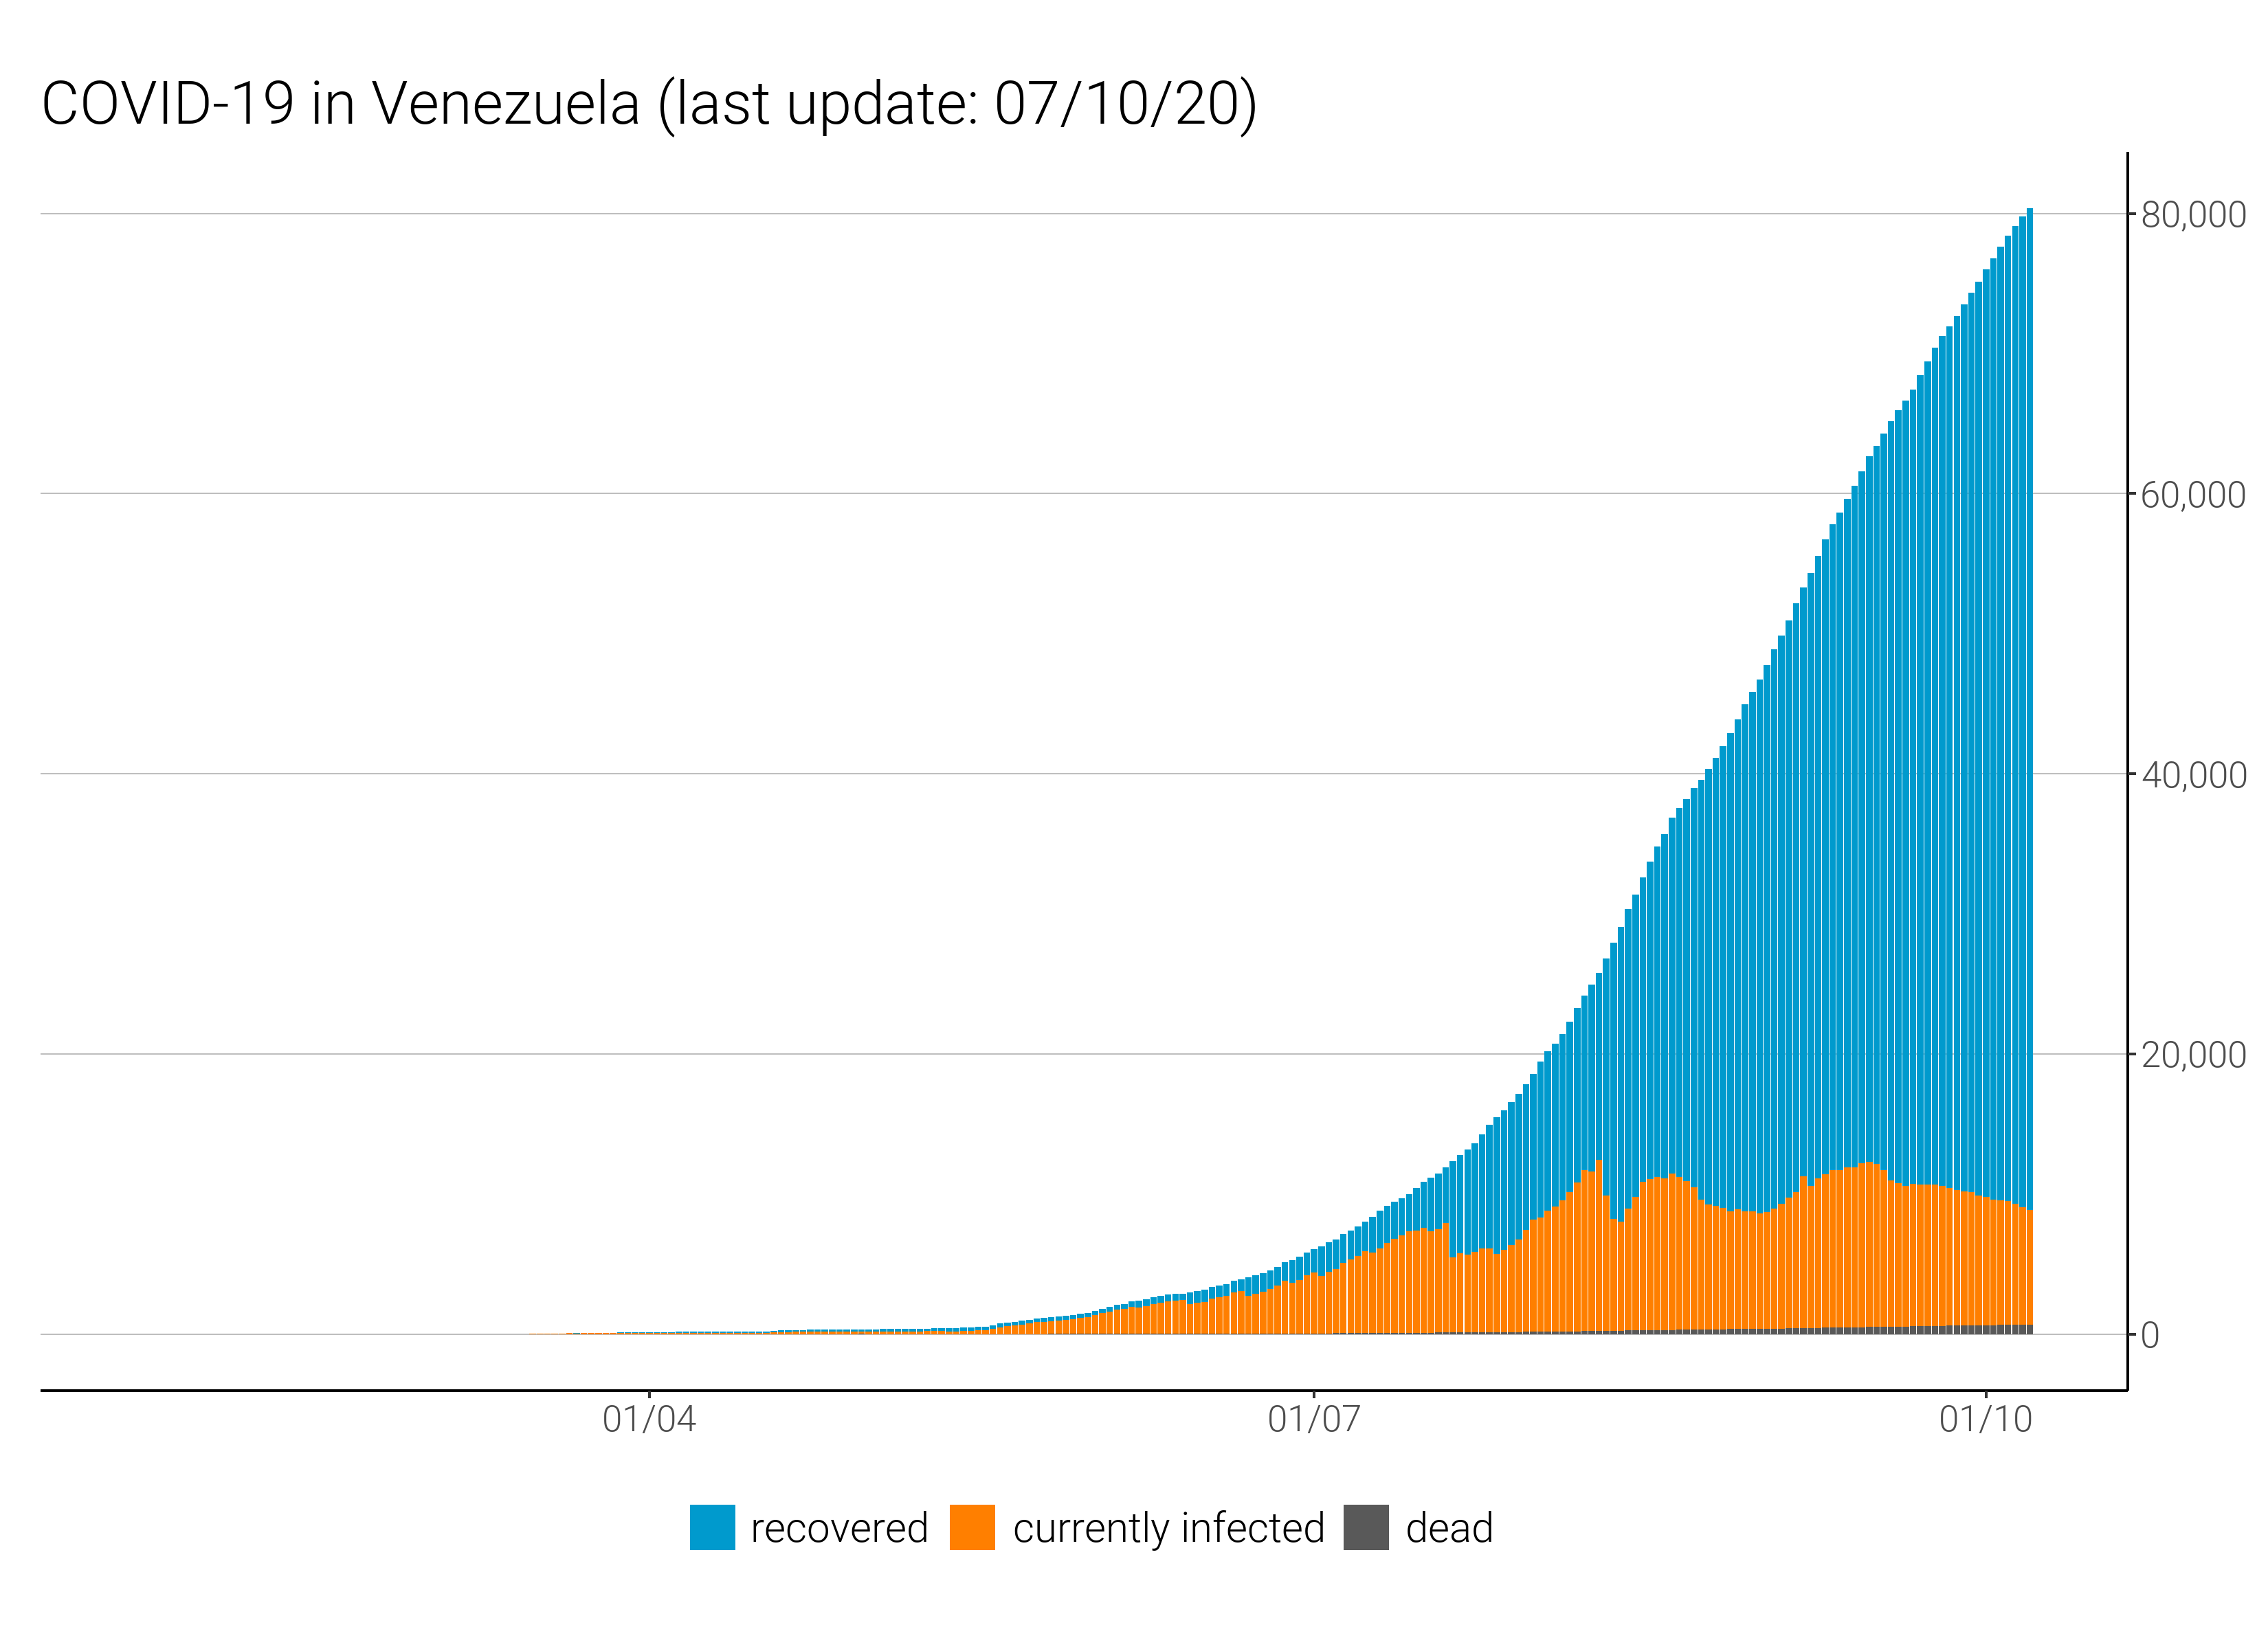 COVID-19 in Venezuela (last update: 07/10/20)
80,000
60,000
40,000
20,000
0
01/04 01/07 01/10
recovered currently infected dead